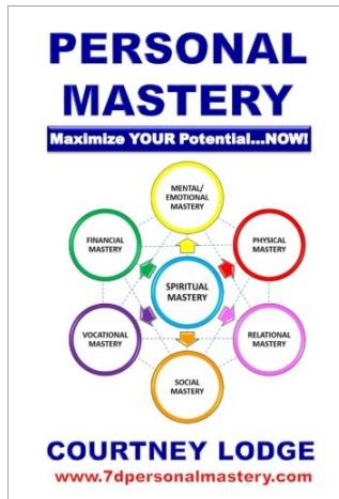 PERSONAL
MASTERY
Maximize YOUR Potential...NOW!
MENTAL/
EMOTIONAL
MASTERY
FINANCIAL
MASTERY
PHYSICAL
MASTERY
SPIRITUAL
MASTERY
VOCATIONAL
MASTERY
RELATIONAL
MASTERY
SOCIAL
MASTERY
COURTNEY LODGE
www.7dpersonalmastery.com